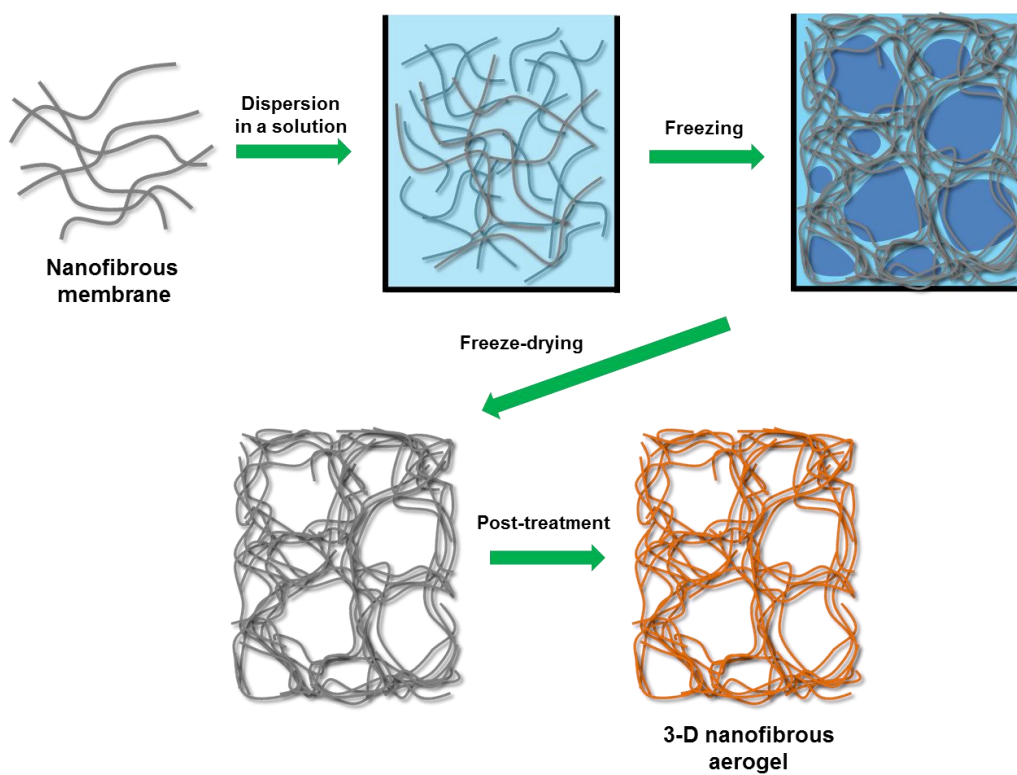 Dispersion
in a solution
Freezing
Nanofibrous
membrane
Freeze-drying
Post-treatment
3-D nanofibrous
aerogel